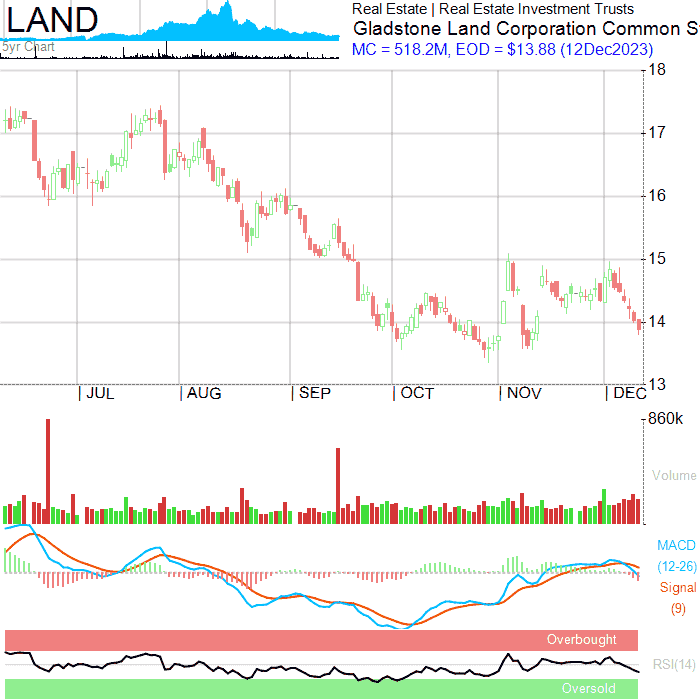 LAND
5yr Chart
Real Estate | Real Estate Investment Trusts
Gladstone Land Corporation Common S
MC = 518.2M, EOD = $13.88 (12Dec2023)
18
17
16
15
14
13
JUL AUG SEP OCT NOV DEC
860k
Volume
MACD
(12-26)
Signal
(9)
Overbought
RSI(14)
Oversold